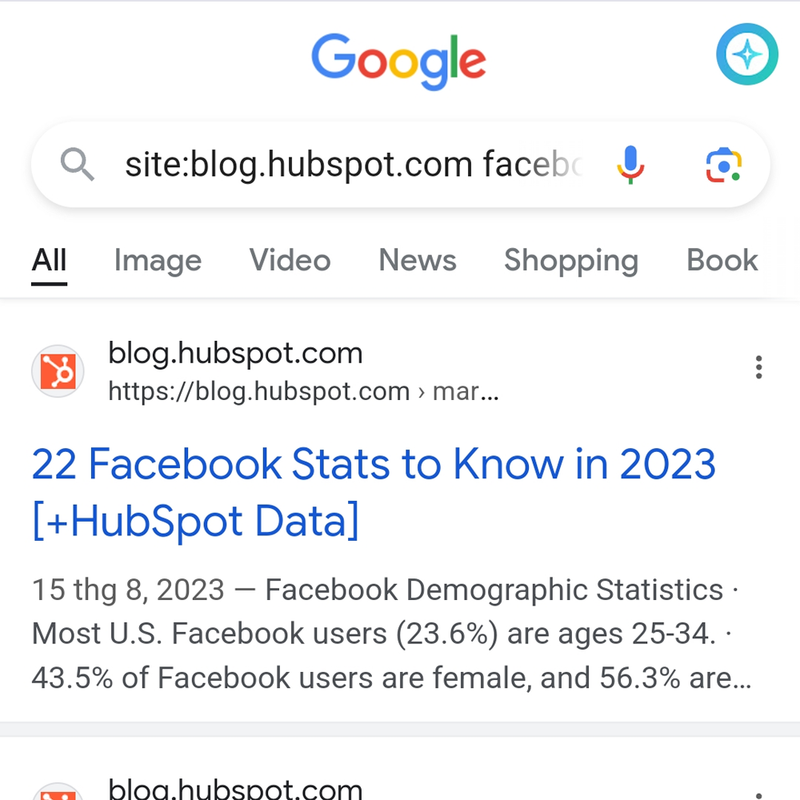 Google
site:blog.hubspot.com facebo
All Image Video News Shopping Book
blog.hubspot.com
https://blog.hubspot.com › mar...
22 Facebook Stats to Know in 2023
[+HubSpot Data]
15 thg 8, 2023 — Facebook Demographic Statistics ·
Most U.S. Facebook users (23.6%) are ages 25-34. ·
43.5% of Facebook users are female, and 56.3% are...
blog.hubspot.com